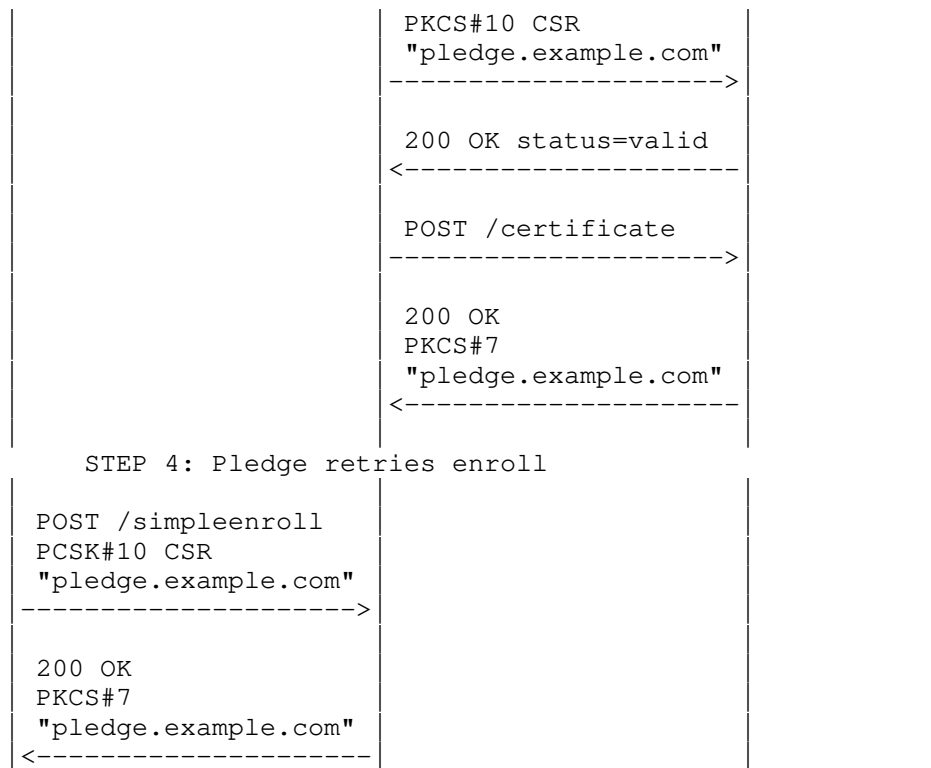 PKCS#10 CSR
"pledge.example.com"
--------------------->
200 OK status=valid
<---------------------
POST /certificate
--------------------->
200 OK
PKCS#7
"pledge.example.com"
<---------------------
STEP 4: Pledge retries enroll
POST /simpleenroll
PCSK#10 CSR
"pledge.example.com"
--------------------->
200 OK
PKCS#7
"pledge.example.com"
<---------------------